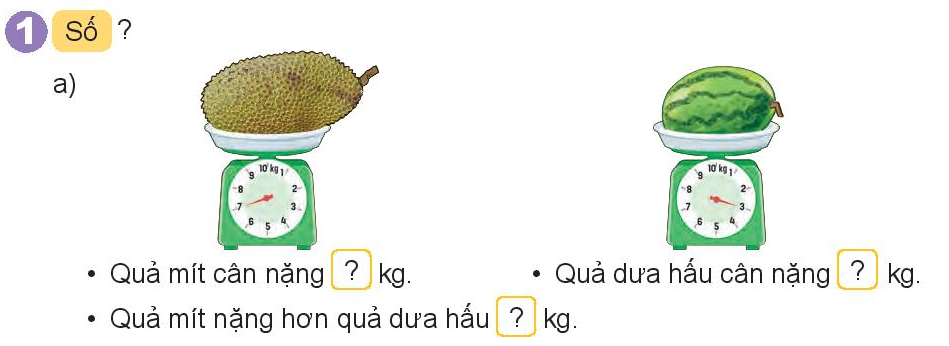 1 Số ?
a)
10 kg 1 2 3 4 5 6 7 8 9
10 kg 1 2 3 4 5 6 7 8 9
• Quả mít cân nặng ? kg.
• Quả dưa hấu cân nặng ? kg.
• Quả mít nặng hơn quả dưa hấu ? kg.